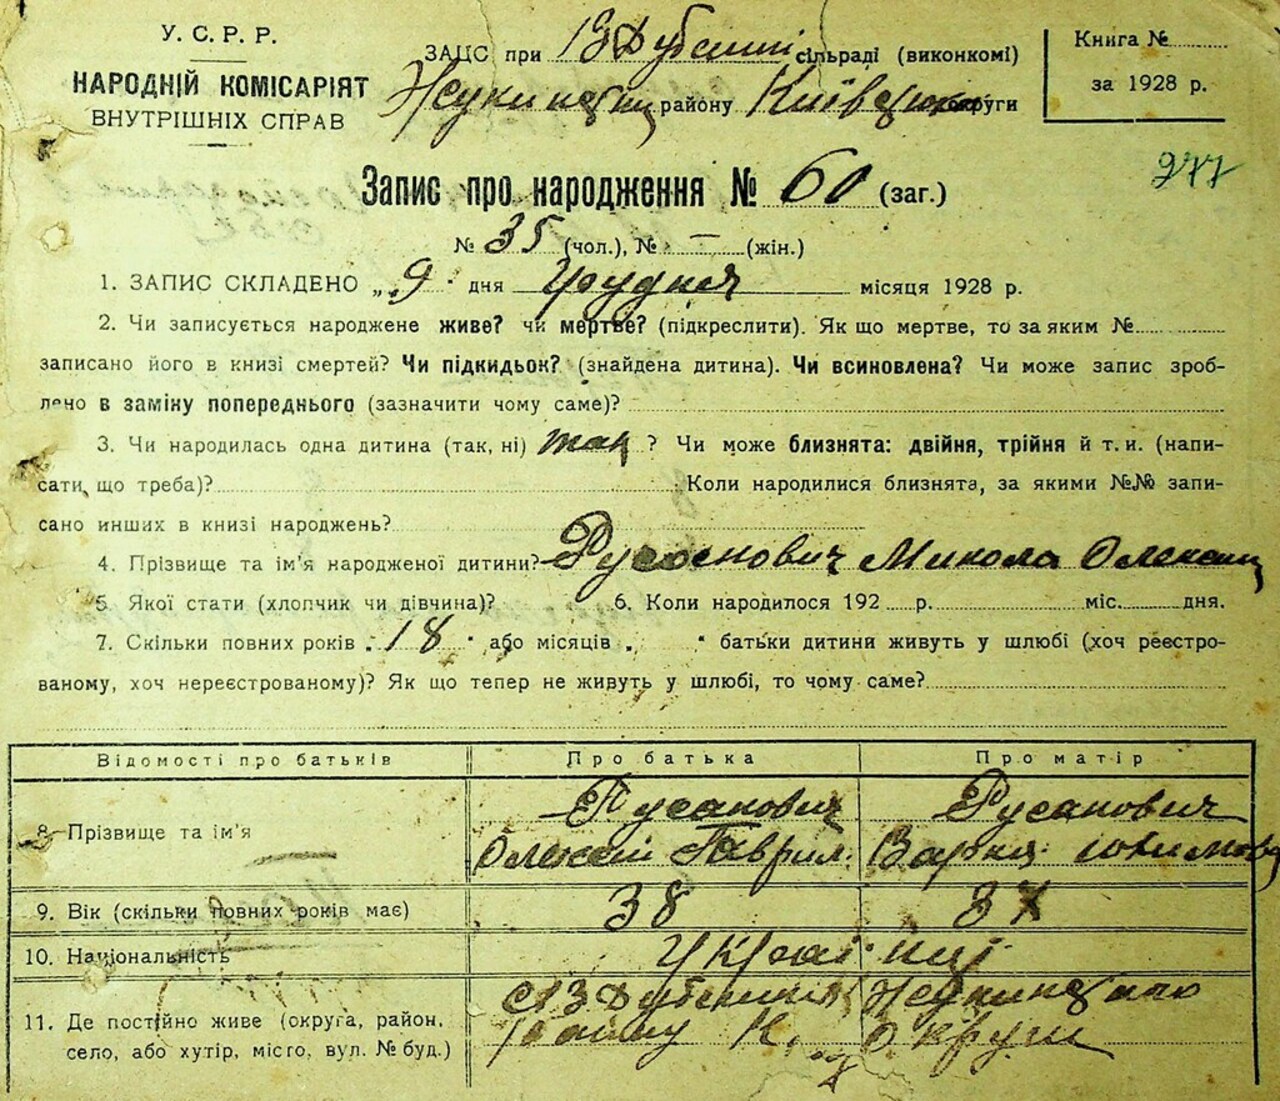 У. С. Р. Р.
НАРОДНІЙ КОМІСАРІЯТ
ВНУТРІШНІХ СПРАВ
ЗАЦС при сільраді (виконкомі)
Жукинецький району Київськ округи
Книга №
за 1928 р.
277
Запис про народження № 60 (заг.)
№ 35 (чол.), № — (жін.)
1. ЗАПИС СКЛАДЕНО „ 9 " дня Грудня місяця 1928 р.
2. Чи записується народжене живе? чи мертве? (підкреслити). Як що мертве, то за яким №
записано його в книзі смертей? Чи підкидьок? (знайдена дитина). Чи всиновлена? Чи може запис зроб-
лено в заміну попереднього (зазначити чому саме)?
3. Чи народилась одна дитина (так, ні) так ? Чи може близнята: двійня, трійня й т. и. (напи-
сати, що треба)? Коли народилися близнята, за якими №№ запи-
сано инших в книзі народжень?
4. Прізвище та ім'я народженої дитини? Микола Олексий
5. Якої стати (хлопчик чи дівчина)? 6. Коли народилося 192 р. міс. дня.
7. Скільки повних років „ 18 " або місяців „ " батьки дитини живуть у шлюбі (хоч реєстро-
ваному, хоч нереєстрованому)? Як що тепер не живуть у шлюбі, то чому саме?
Відомості про батьків Про батька Про матір
8. Прізвище та ім'я Русанович Русанович
Олексій Гаврил. Варка
9. Вік (скільки повних років має) 38 37
10. Національність Украінці
11. Де постійно живе (округа, район,
село, або хутір, місто, вул. № буд.)
району К. Округи